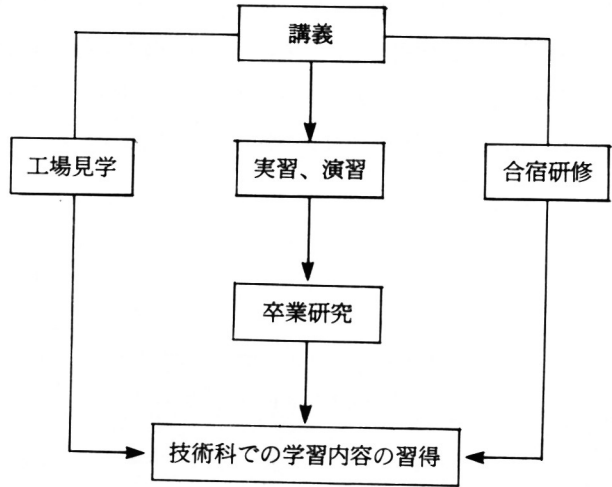 講義
工場見学
実習、演習
合宿研修
卒業研究
技術科での学習内容の習得